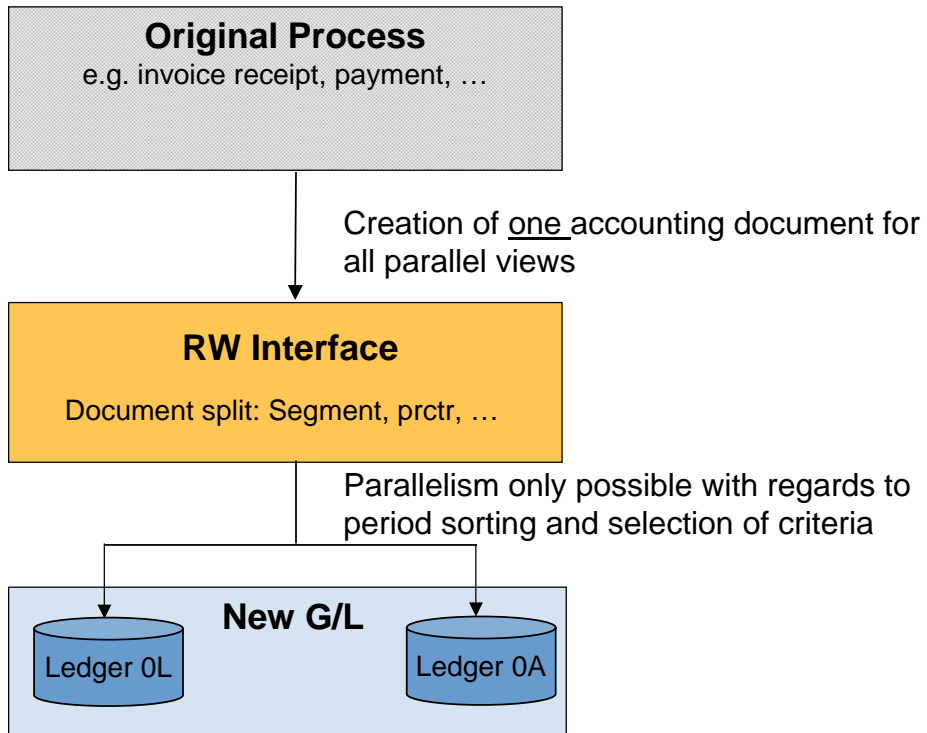 Original Process
e.g. invoice receipt, payment, …
Creation of one accounting document for
all parallel views
RW Interface
Document split: Segment, prctr, …
Parallelism only possible with regards to
period sorting and selection of criteria
New G/L
Ledger 0L
Ledger 0A